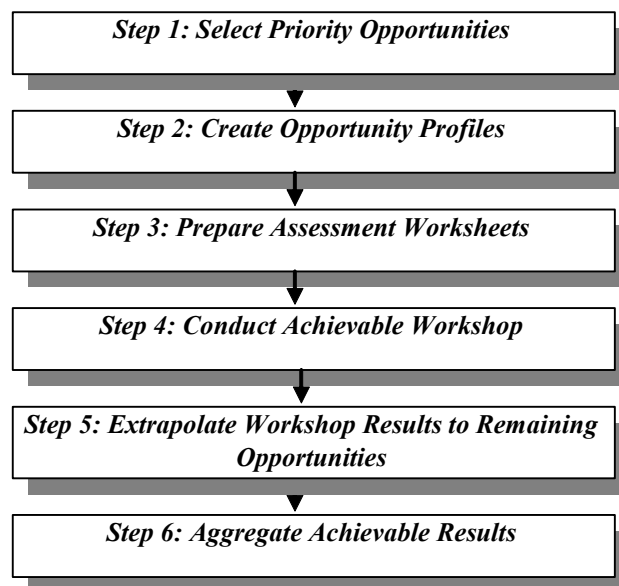 Step 1: Select Priority Opportunities
Step 2: Create Opportunity Profiles
Step 3: Prepare Assessment Worksheets
Step 4: Conduct Achievable Workshop
Step 5: Extrapolate Workshop Results to Remaining
Opportunities
Step 6: Aggregate Achievable Results